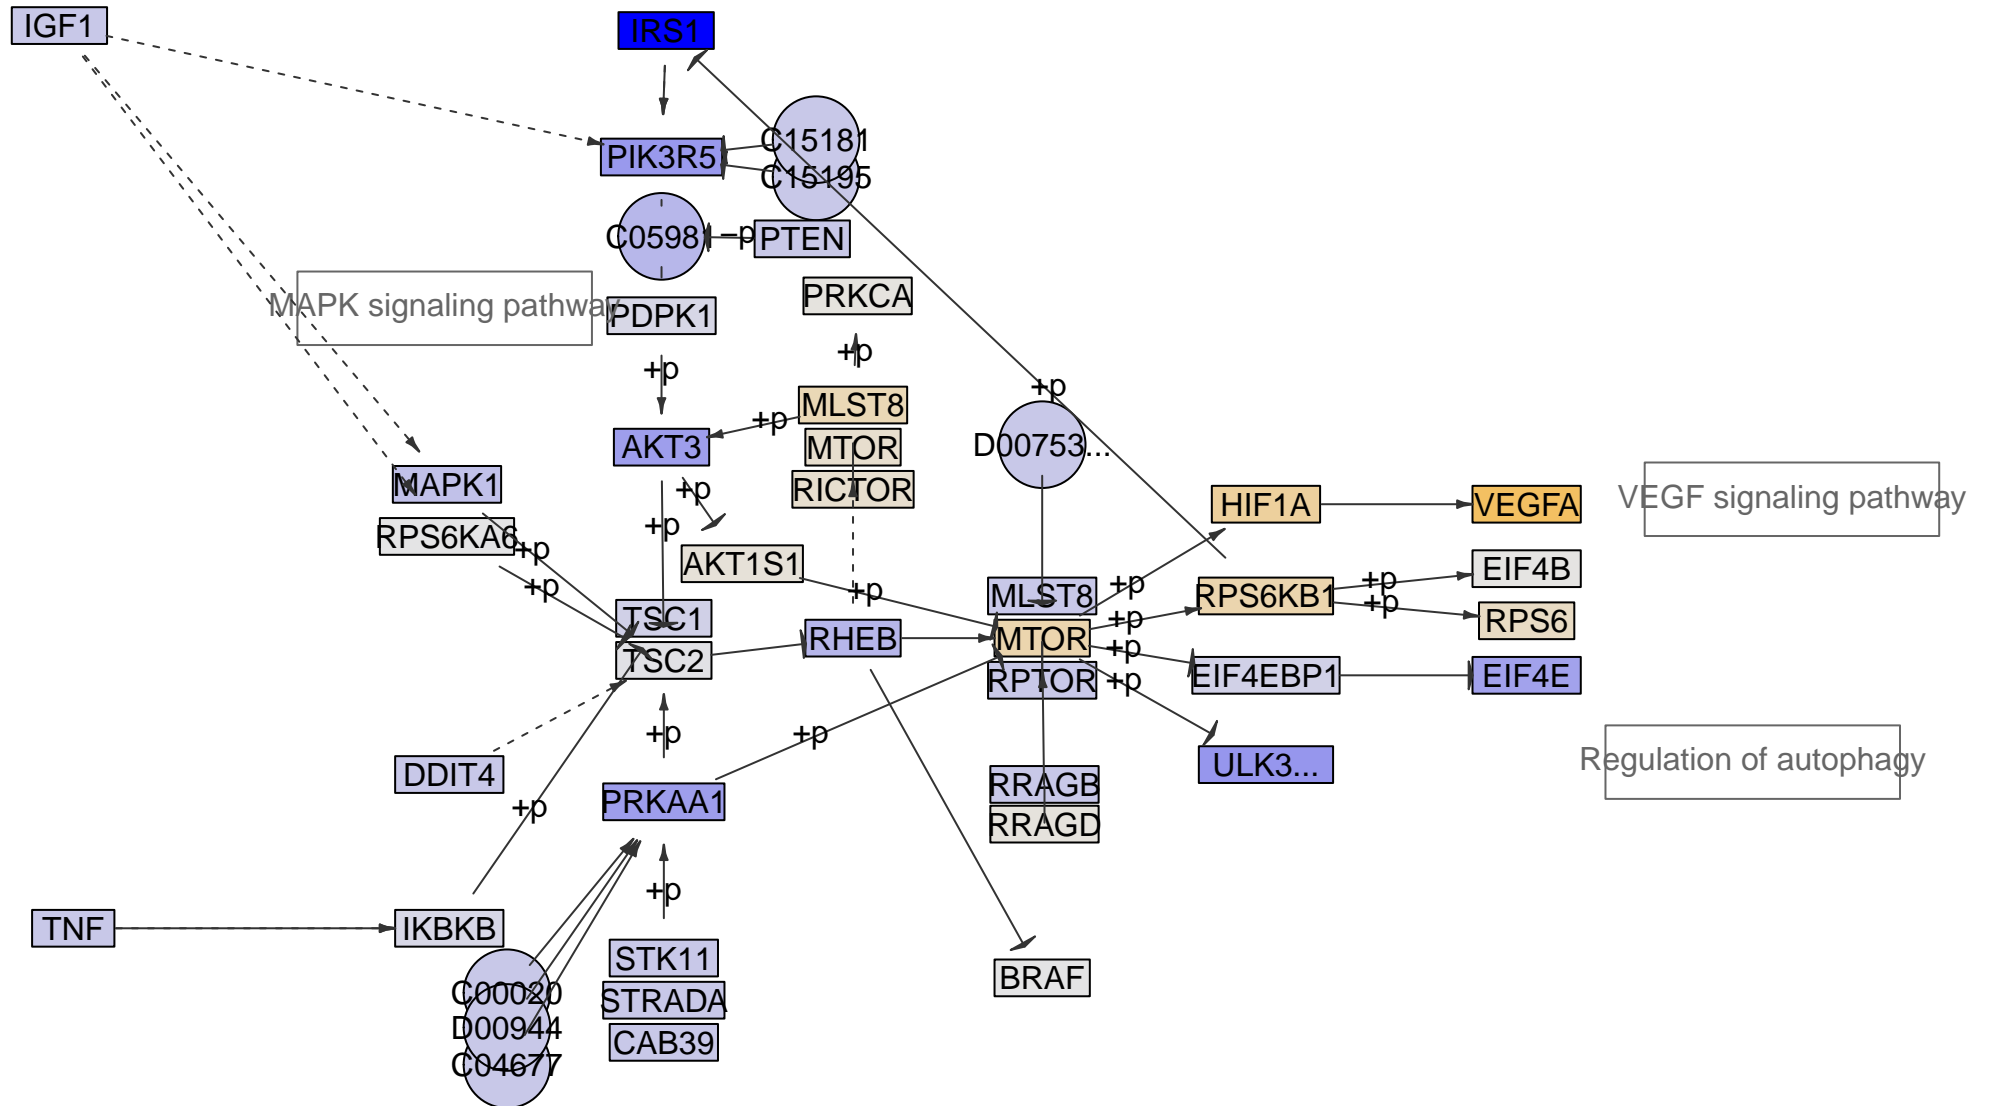 IGF1
IRS1
C15181
PIK3R5
C15195
C0598
-p
PTEN
PRKCA
MAPK signaling pathway
PDPK1
+p
+p
+p
MLST8
+p
AKT3
MTOR
D00753...
MAPK1
+p
RICTOR
HIF1A
VEGFA
VEGF signaling pathway
RPS6KA6
+p
+p
AKT1S1
EIF4B
+p
+p
+p
+p
MLST8
RPS6KB1
+p
TSC1
+p
RPS6
RHEB
MTOR
+p
TSC2
RPTOR
+p
EIF4EBP1
EIF4E
+p
+p
Regulation of autophagy
DDIT4
ULK3...
RRAGB
PRKAA1
+p
RRAGD
+p
TNF
IKBKB
STK11
BRAF
C00020
STRADA
D00944
CAB39
C04677